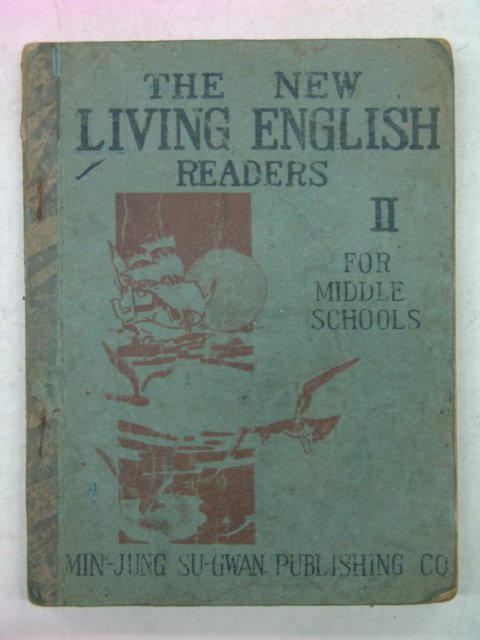 THE NEW
LIVING ENGLISH
READERS
II
FOR
MIDDLE
SCHOOLS
MIN-JUNG SU-GWAN PUBLISHING CO